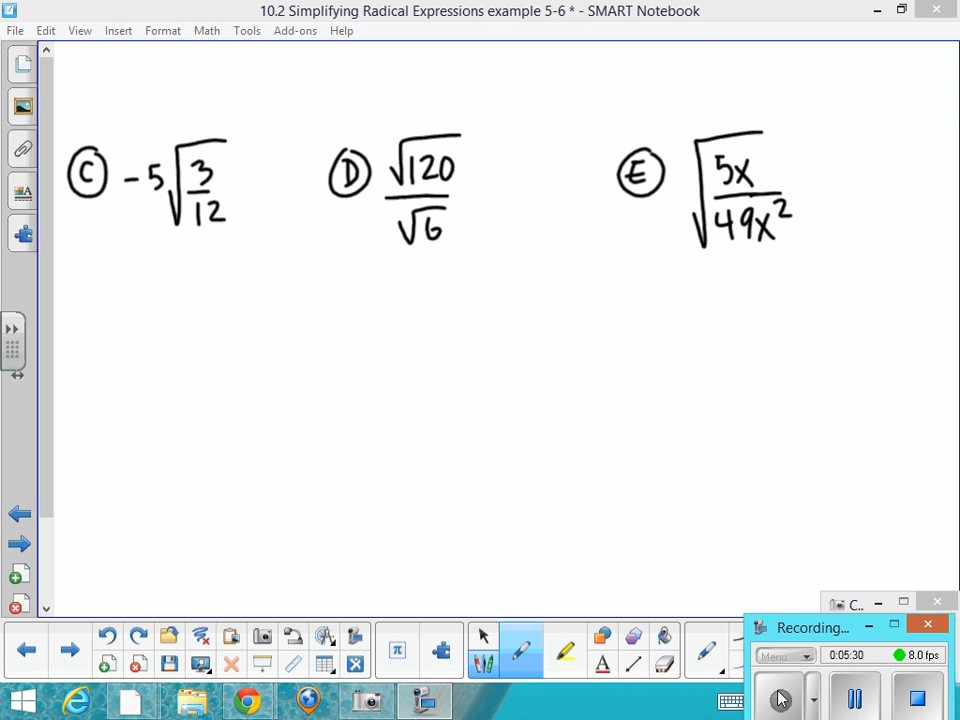 10.2 Simplifying Radical Expressions example 5-6 * - SMART Notebook
File Edit View Insert Format Math Tools Add-ons Help
C -5√(3/12)
D √120/√6
E √(5x/49x²)
C...
Recording...
Menu 0:05:30 8.0 fps
π
A